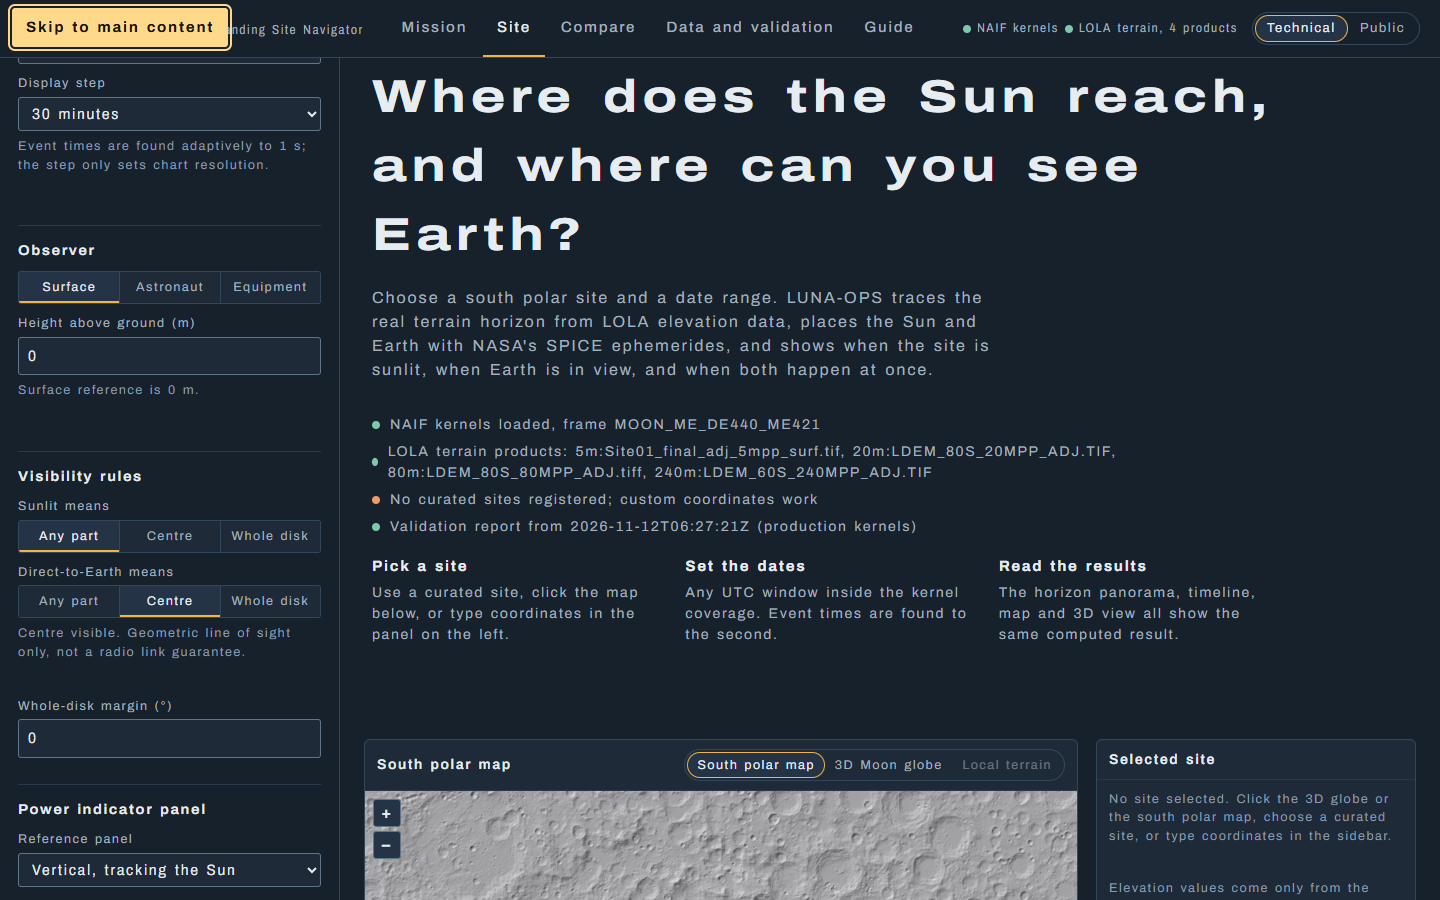 Skip to main content
nding Site Navigator
Mission
Site
Compare
Data and validation
Guide
NAIF kernels
LOLA terrain, 4 products
Technical
Public
Display step
30 minutes
Event times are found adaptively to 1 s;
the step only sets chart resolution.
Observer
Surface
Astronaut
Equipment
Height above ground (m)
0
Surface reference is 0 m.
Visibility rules
Sunlit means
Any part
Centre
Whole disk
Direct-to-Earth means
Any part
Centre
Whole disk
Centre visible. Geometric line of sight
only, not a radio link guarantee.
Whole-disk margin (°)
0
Power indicator panel
Reference panel
Vertical, tracking the Sun
Where does the Sun reach,
and where can you see
Earth?
Choose a south polar site and a date range. LUNA-OPS traces the
real terrain horizon from LOLA elevation data, places the Sun and
Earth with NASA's SPICE ephemerides, and shows when the site is
sunlit, when Earth is in view, and when both happen at once.
NAIF kernels loaded, frame MOON_ME_DE440_ME421
LOLA terrain products: 5m:Site01_final_adj_5mpp_surf.tif, 20m:LDEM_80S_20MPP_ADJ.TIF,
80m:LDEM_80S_80MPP_ADJ.tiff, 240m:LDEM_60S_240MPP_ADJ.TIF
No curated sites registered; custom coordinates work
Validation report from 2026-11-12T06:27:21Z (production kernels)
Pick a site
Use a curated site, click the map
below, or type coordinates in the
panel on the left.
Set the dates
Any UTC window inside the kernel
coverage. Event times are found to
the second.
Read the results
The horizon panorama, timeline,
map and 3D view all show the
same computed result.
South polar map
South polar map
3D Moon globe
Local terrain
+
−
Selected site
No site selected. Click the 3D globe or
the south polar map, choose a curated
site, or type coordinates in the sidebar.
Elevation values come only from the